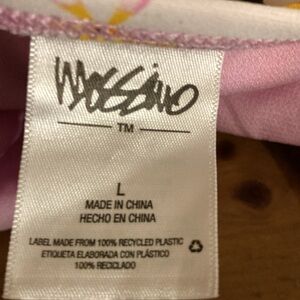 Mossimo
TM
L
MADE IN CHINA
HECHO EN CHINA
LABEL MADE FROM 100% RECYCLED PLASTIC
ETIQUETA ELABORADA CON PLÁSTICO
100% RECICLADO